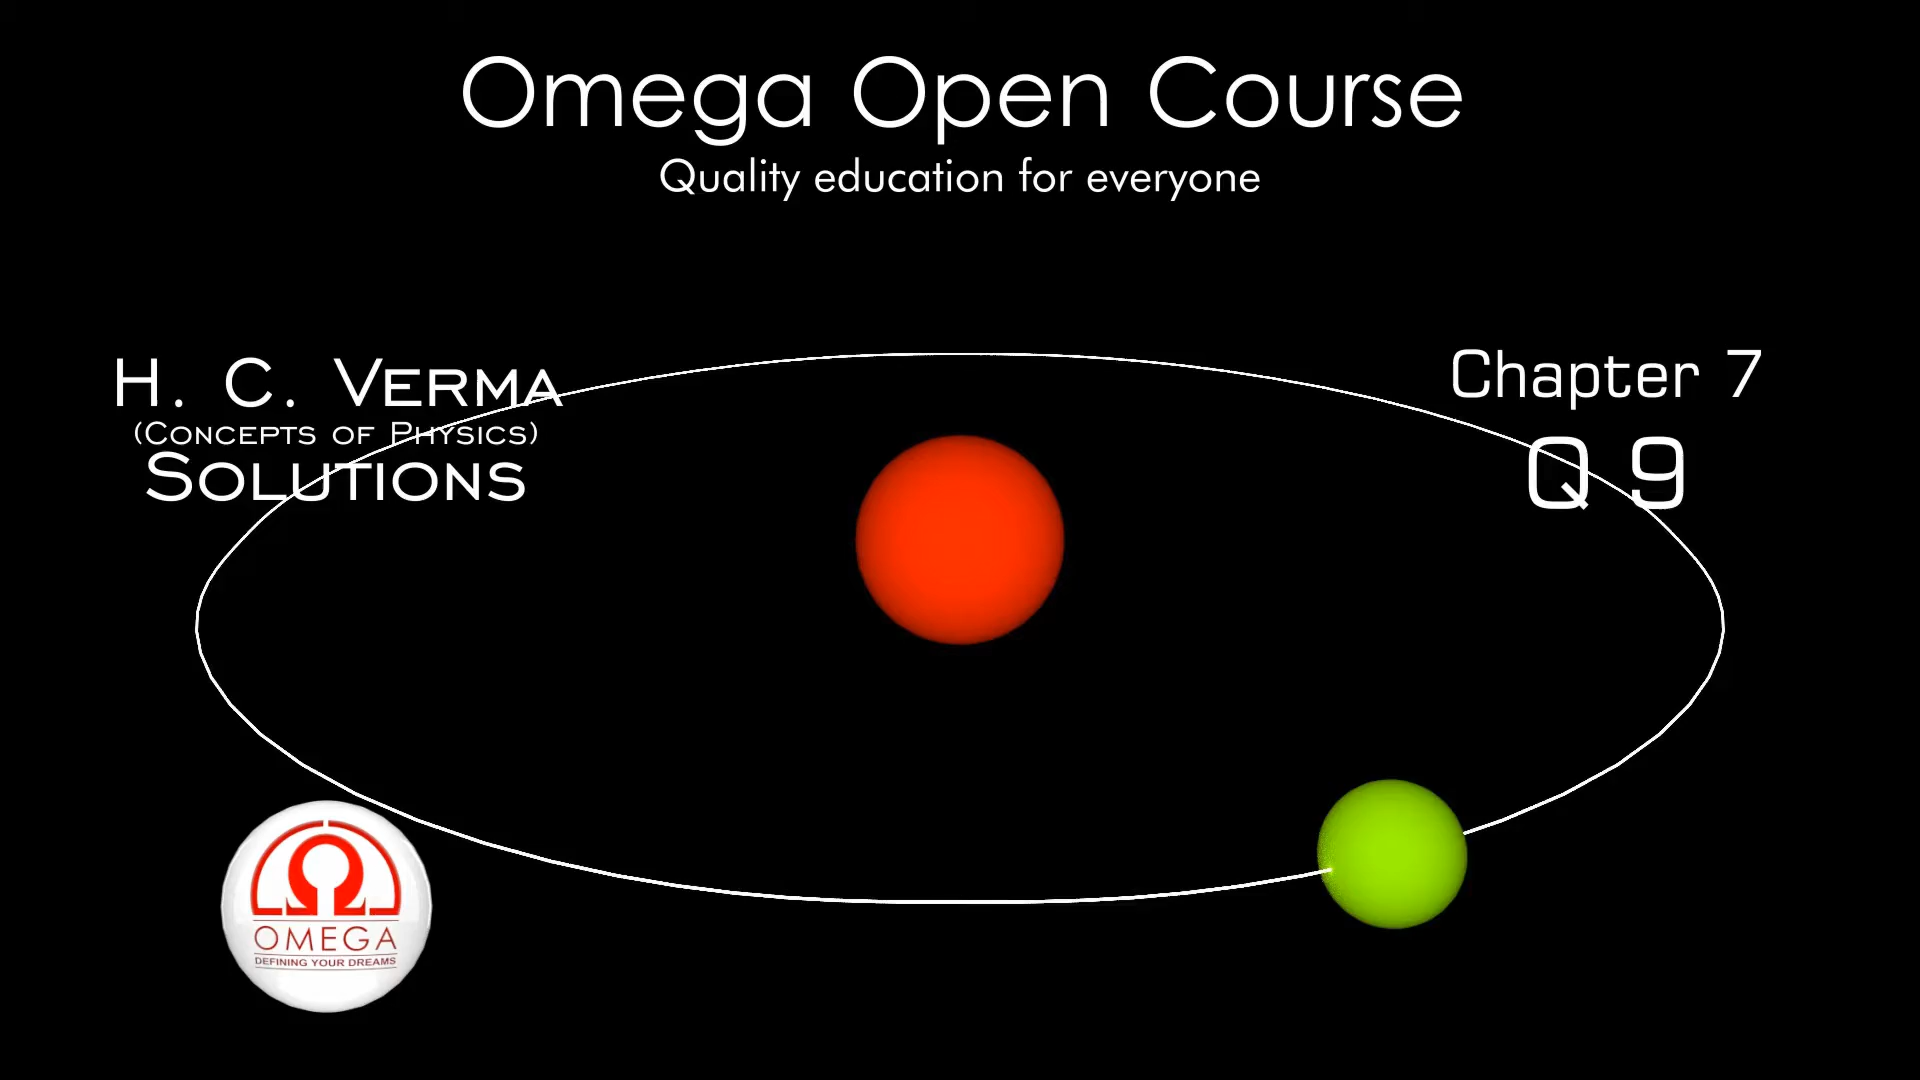 Omega Open Course
Quality education for everyone
H. C. VERMA
(CONCEPTS OF PHYSICS)
SOLUTIONS
Chapter 7
Q 9
Ω
OMEGA
DEFINING YOUR DREAMS